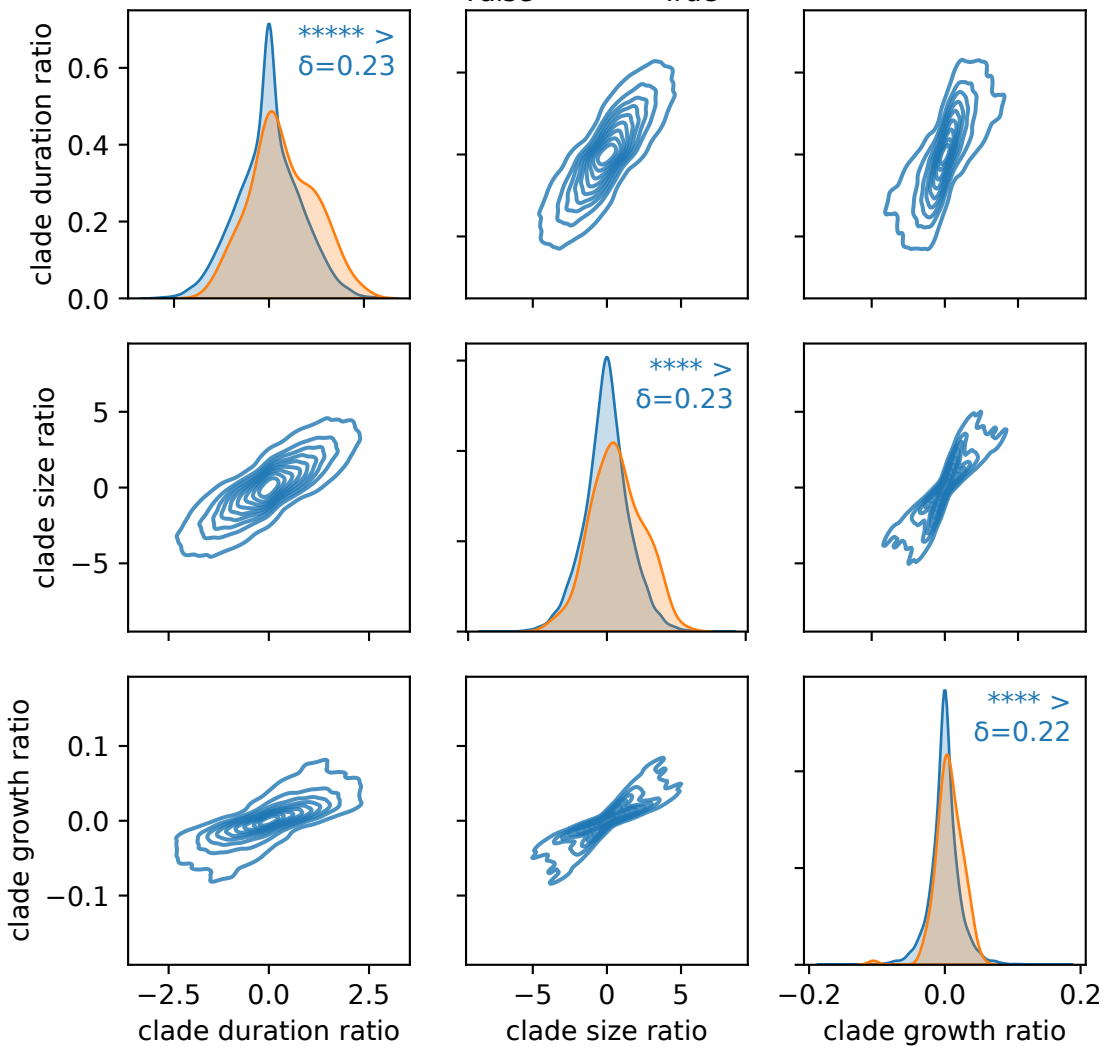 ***** >
δ=0.23
clade duration ratio
0.6
0.4
0.2
0.0
**** >
δ=0.23
clade size ratio
5
0
−5
**** >
δ=0.22
clade growth ratio
0.1
0.0
−0.1
−2.5 0.0 2.5
−5 0 5
−0.2 0.0 0.2
clade duration ratio
clade size ratio
clade growth ratio